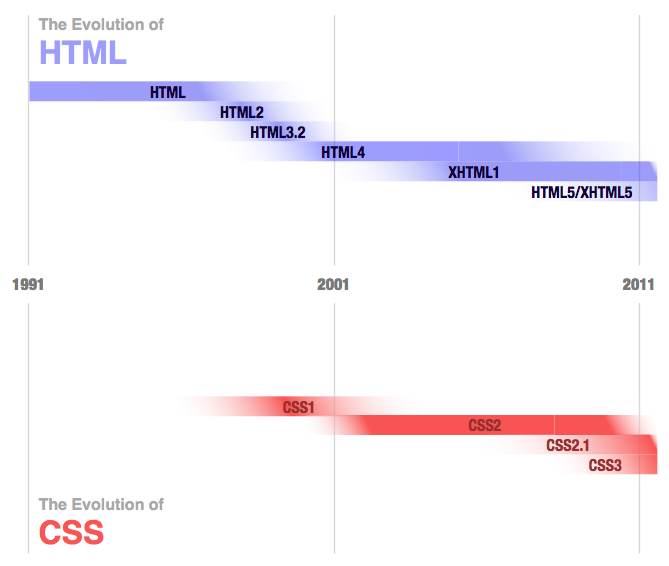 The Evolution of
HTML
HTML
HTML2
HTML3.2
HTML4
XHTML1
HTML5/XHTML5
1991 2001 2011
CSS1
CSS2
CSS2.1
CSS3
The Evolution of
CSS